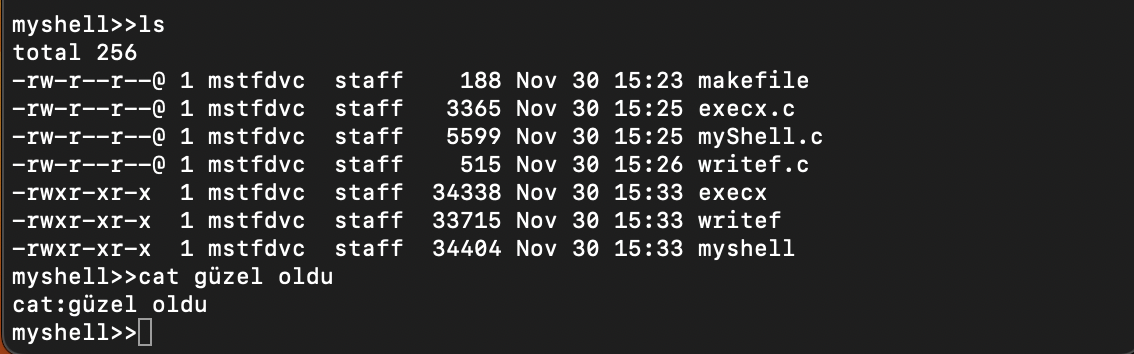 myshell>>ls
total 256
-rw-r--r--@ 1 mstfdvc  staff    188 Nov 30 15:23 makefile
-rw-r--r--@ 1 mstfdvc  staff   3365 Nov 30 15:25 execx.c
-rw-r--r--@ 1 mstfdvc  staff   5599 Nov 30 15:25 myShell.c
-rw-r--r--@ 1 mstfdvc  staff    515 Nov 30 15:26 writef.c
-rwxr-xr-x  1 mstfdvc  staff  34338 Nov 30 15:33 execx
-rwxr-xr-x  1 mstfdvc  staff  33715 Nov 30 15:33 writef
-rwxr-xr-x  1 mstfdvc  staff  34404 Nov 30 15:33 myshell
myshell>>cat güzel oldu
cat:güzel oldu
myshell>>